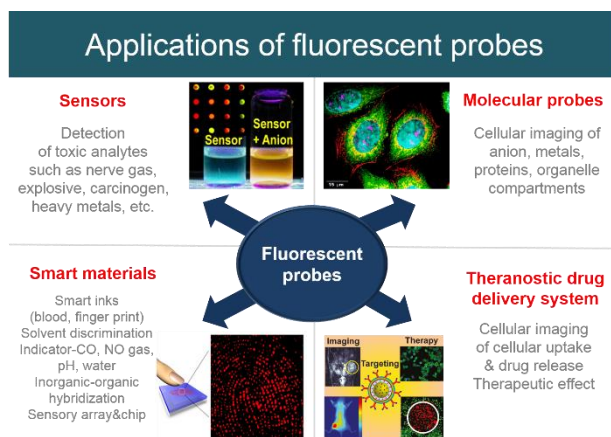 Applications of fluorescent probes
Sensors
Detection
of toxic analytes
such as nerve gas,
explosive, carcinogen,
heavy metals, etc.
Sensor
Sensor
+ Anion
Molecular probes
Cellular imaging of
anion, metals,
proteins, organelle
compartments
Fluorescent
probes
Smart materials
Smart inks
(blood, finger print)
Solvent discrimination
Indicator-CO, NO gas,
pH, water
Inorganic-organic
hybridization
Sensory array&chip
Imaging
Therapy
Targeting
Theranostic drug
delivery system
Cellular imaging
of cellular uptake
& drug release
Therapeutic effect